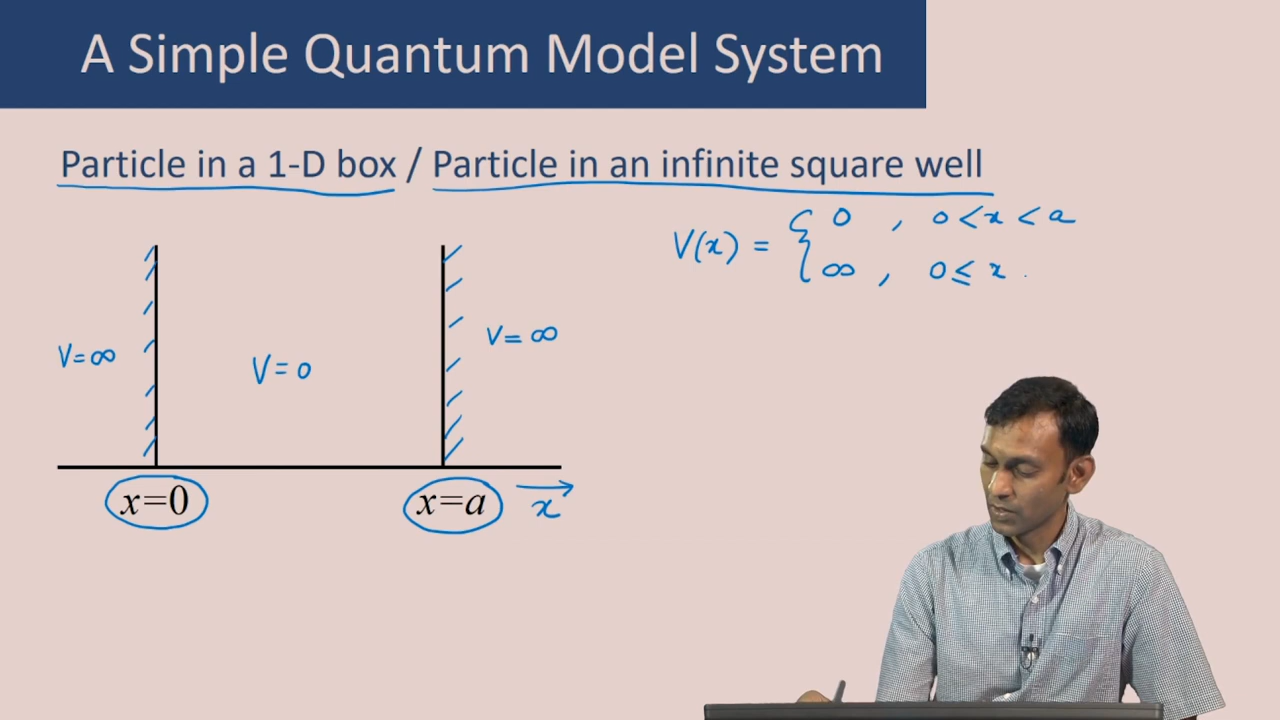 A Simple Quantum Model System
Particle in a 1-D box / Particle in an infinite square well
V(x) = { 0 , 0 < x < a
∞ , 0 ≤ x .
V=∞
V=0
V=∞
x=0
x=a
x